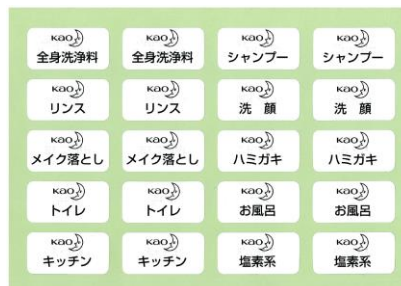 Kao Kao Kao Kao
全身洗浄料 全身洗浄料 シャンプー シャンプー
Kao Kao Kao Kao
リンス リンス 洗 顔 洗 顔
Kao Kao Kao Kao
メイク落とし メイク落とし ハミガキ ハミガキ
Kao Kao Kao Kao
トイレ トイレ お風呂 お風呂
Kao Kao Kao Kao
キッチン キッチン 塩素系 塩素系